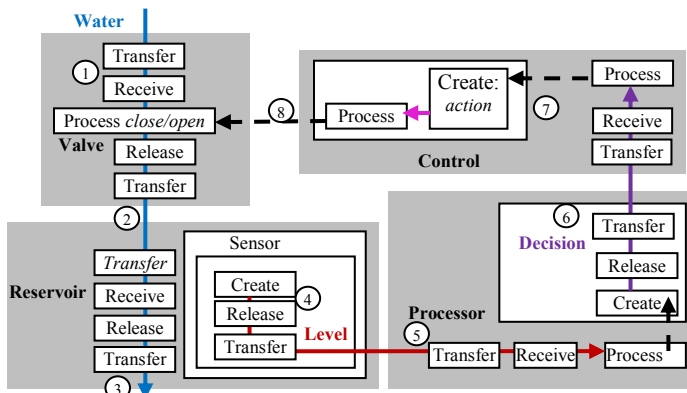 Water
Transfer
1
Receive
Process close/open
Valve
Release
Transfer
2
8
Process
Create:
action
7
Control
Process
Receive
Transfer
Reservoir
Transfer
Receive
Release
Transfer
3
Sensor
Create
4
Release
Level
Transfer
Processor
5
Transfer
Receive
Process
6
Decision
Transfer
Release
Create